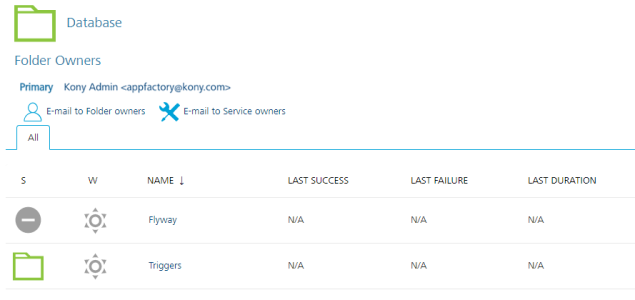 Database
Folder Owners
Primary Kony Admin <appfactory@kony.com>
E-mail to Folder owners E-mail to Service owners
All
S W NAME ↓ LAST SUCCESS LAST FAILURE LAST DURATION
Flyway N/A N/A N/A
Triggers N/A N/A N/A